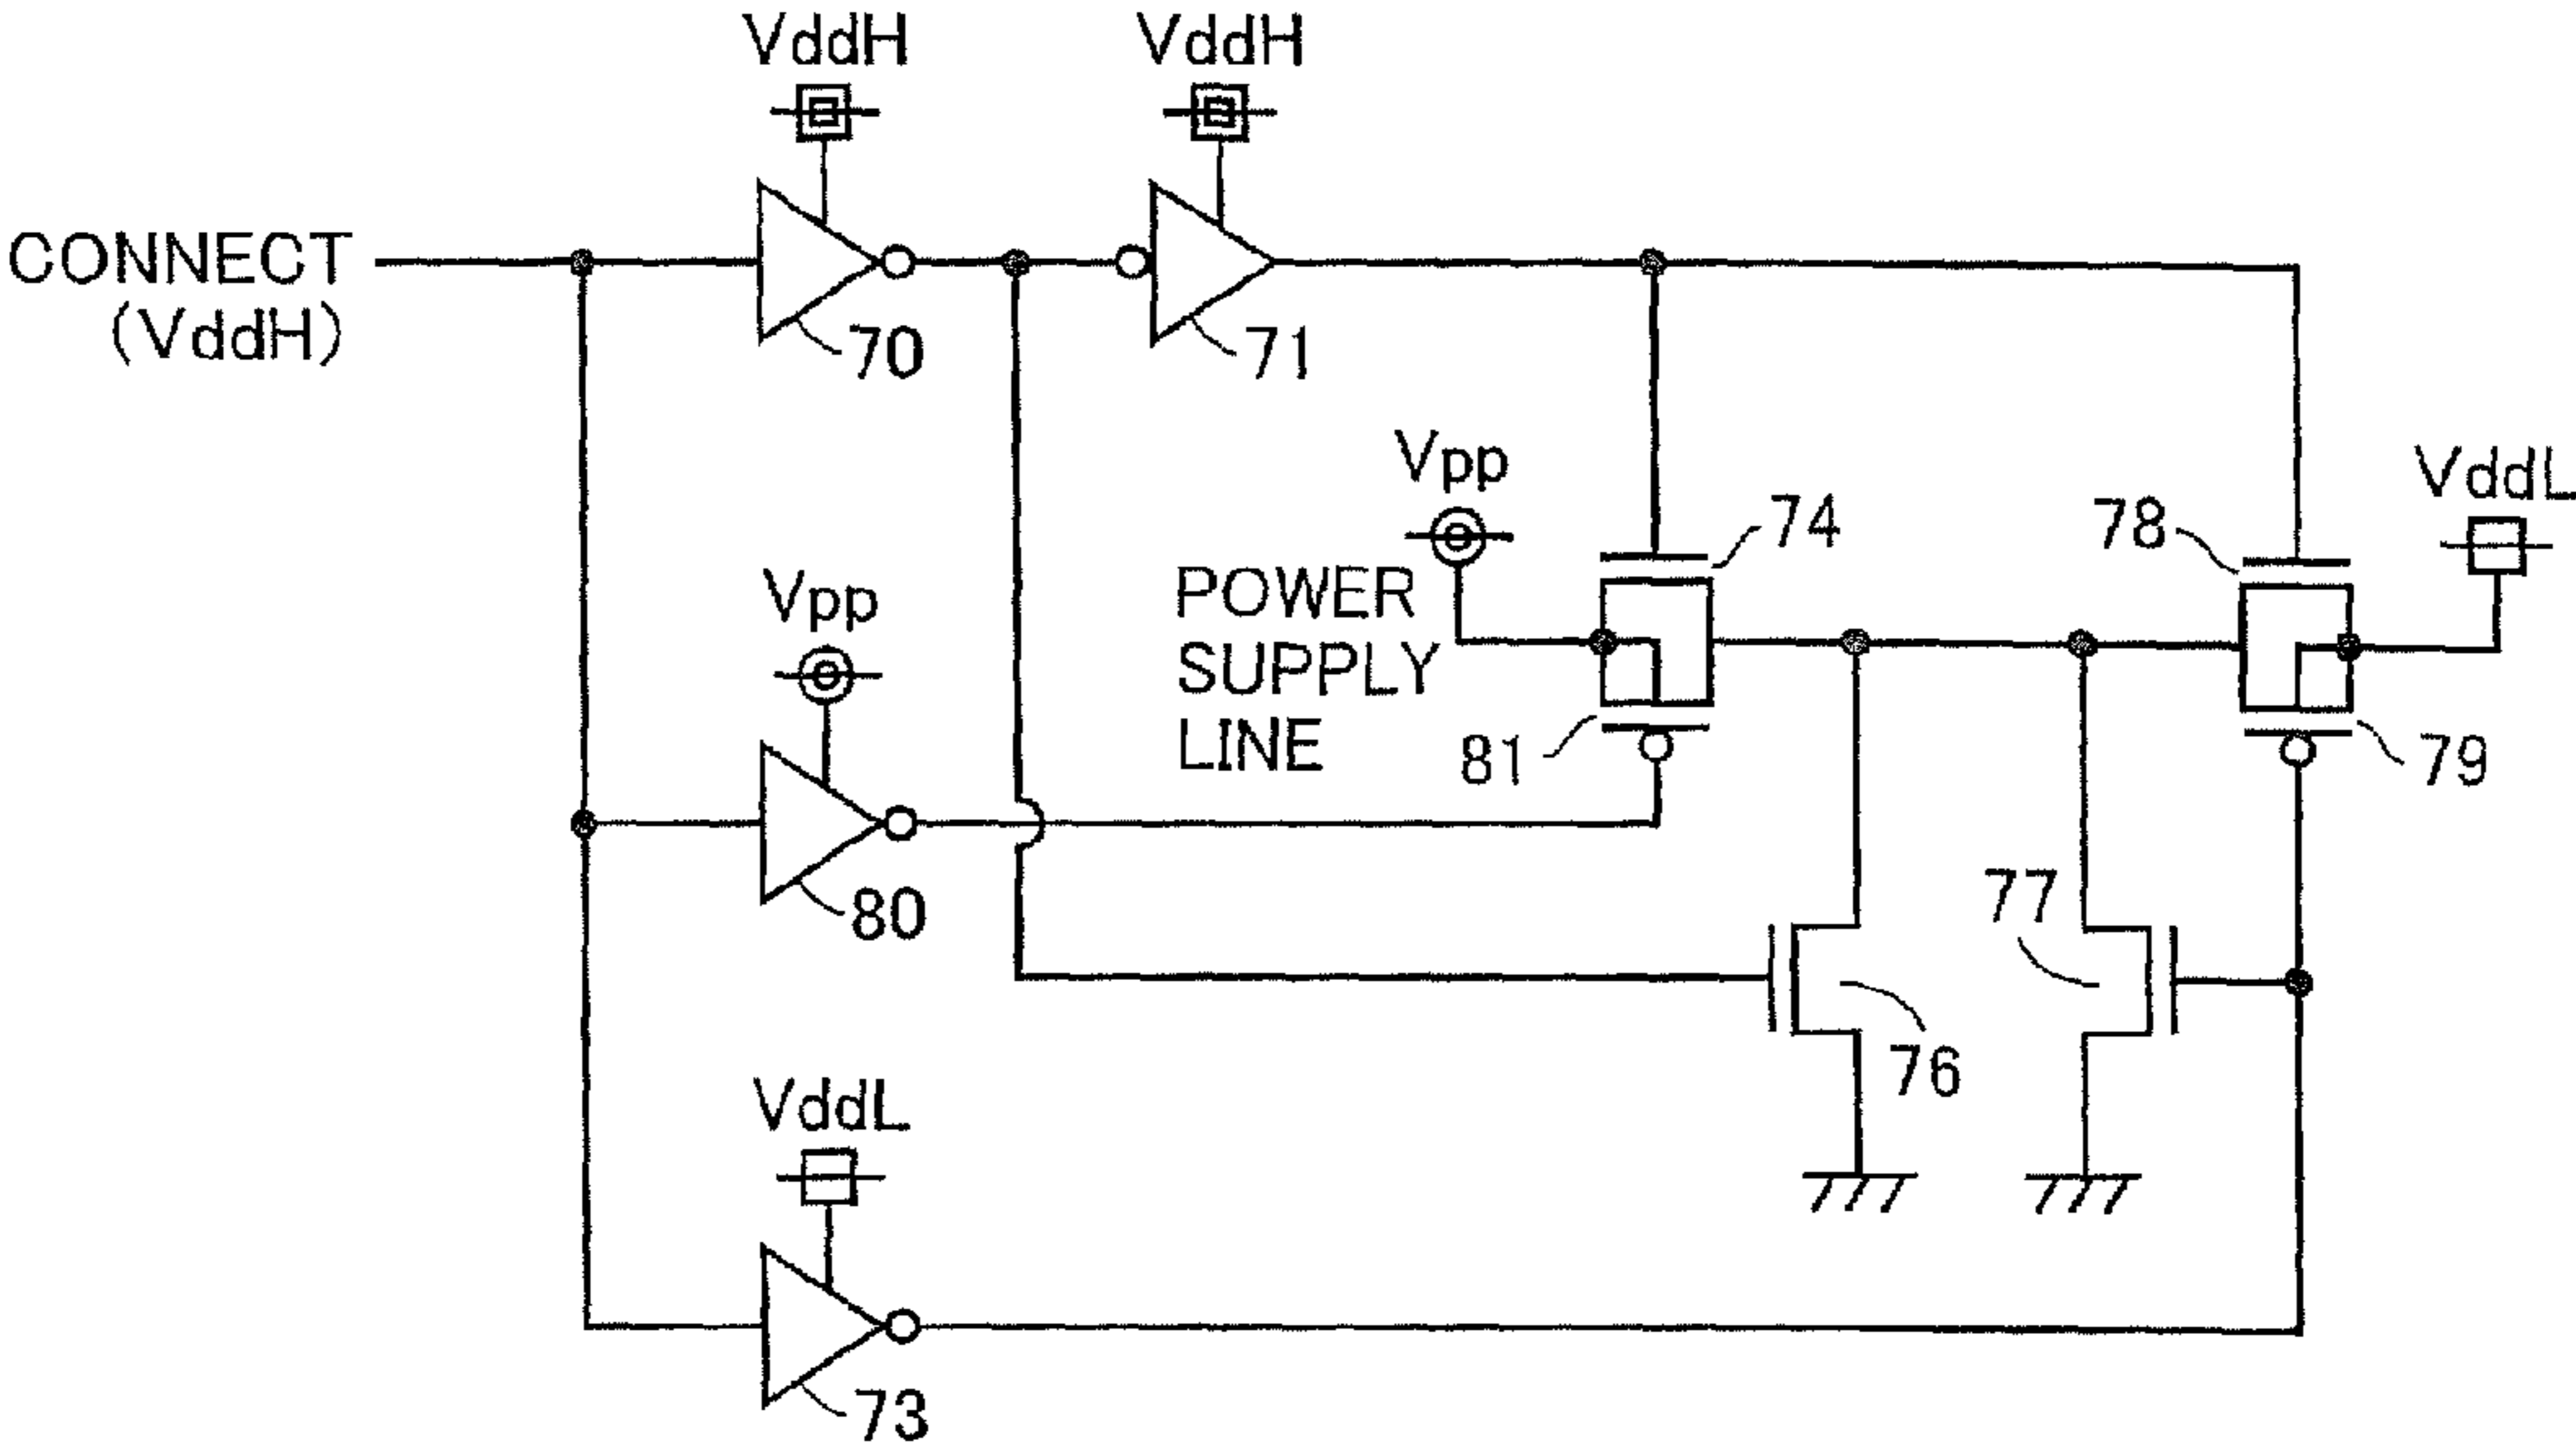 VddH
VddH
CONNECT
(VddH)
70
71
Vpp
VddL
74
78
Vpp
POWER
SUPPLY
LINE
81
79
80
77
76
VddL
73